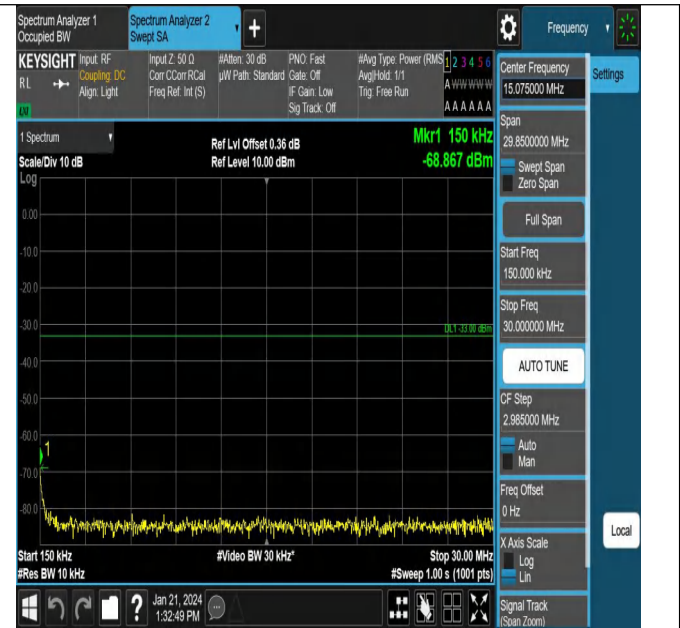 Spectrum Analyzer 1
Occupied BW
Spectrum Analyzer 2
Swept SA
Frequency
KEYSIGHT
RL
LXI
Input: RF
Coupling: DC
Align: Light
Input Z: 50 Ω
Corr CCorr RCal
Freq Ref: Int (S)
#Atten: 30 dB
µW Path: Standard
PNO: Fast
Gate: Off
IF Gain: Low
Sig Track: Off
#Avg Type: Power (RMS
Avg|Hold: 1/1
Trig: Free Run
1 2 3 4 5 6
A W W W W W
A A A A A A
Settings
Center Frequency
15.075000 MHz
Span
29.8500000 MHz
Swept Span
Zero Span
Full Span
Start Freq
150.000 kHz
Stop Freq
30.000000 MHz
AUTO TUNE
CF Step
2.985000 MHz
Auto
Man
Freq Offset
0 Hz
X Axis Scale
Log
Lin
Signal Track
(Span Zoom)
Local
1 Spectrum
Scale/Div 10 dB
Ref Lvl Offset 0.36 dB
Ref Level 10.00 dBm
Mkr1 150 kHz
-68.867 dBm
Log
0.00
-10.0
-20.0
-30.0
DL1 -33.00 dBm
-40.0
-50.0
-60.0
1
-70.0
-80.0
Start 150 kHz
#Video BW 30 kHz*
Stop 30.00 MHz
#Res BW 10 kHz
#Sweep 1.00 s (1001 pts)
?
Jan 21, 2024
1:32:49 PM